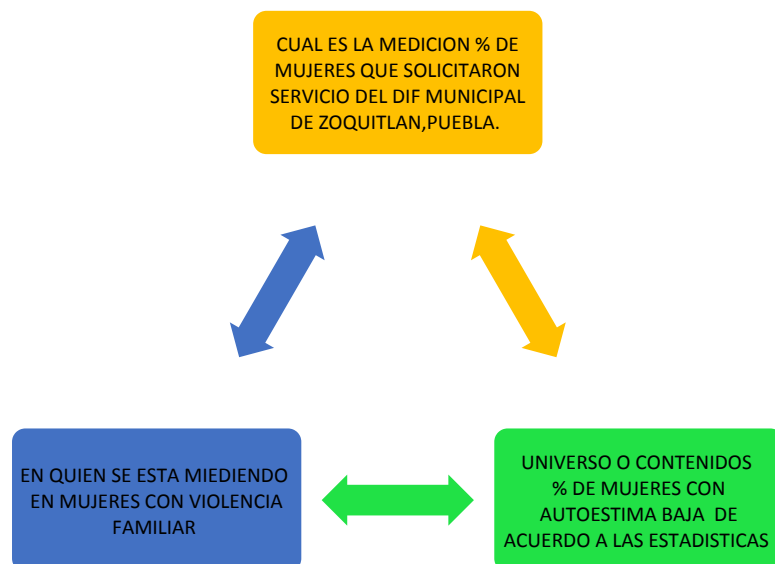 CUAL ES LA MEDICION % DE
MUJERES QUE SOLICITARON
SERVICIO DEL DIF MUNICIPAL
DE ZOQUITLAN,PUEBLA.
EN QUIEN SE ESTA MIEDIENDO
EN MUJERES CON VIOLENCIA
FAMILIAR
UNIVERSO O CONTENIDOS
% DE MUJERES CON
AUTOESTIMA BAJA DE
ACUERDO A LAS ESTADISTICAS